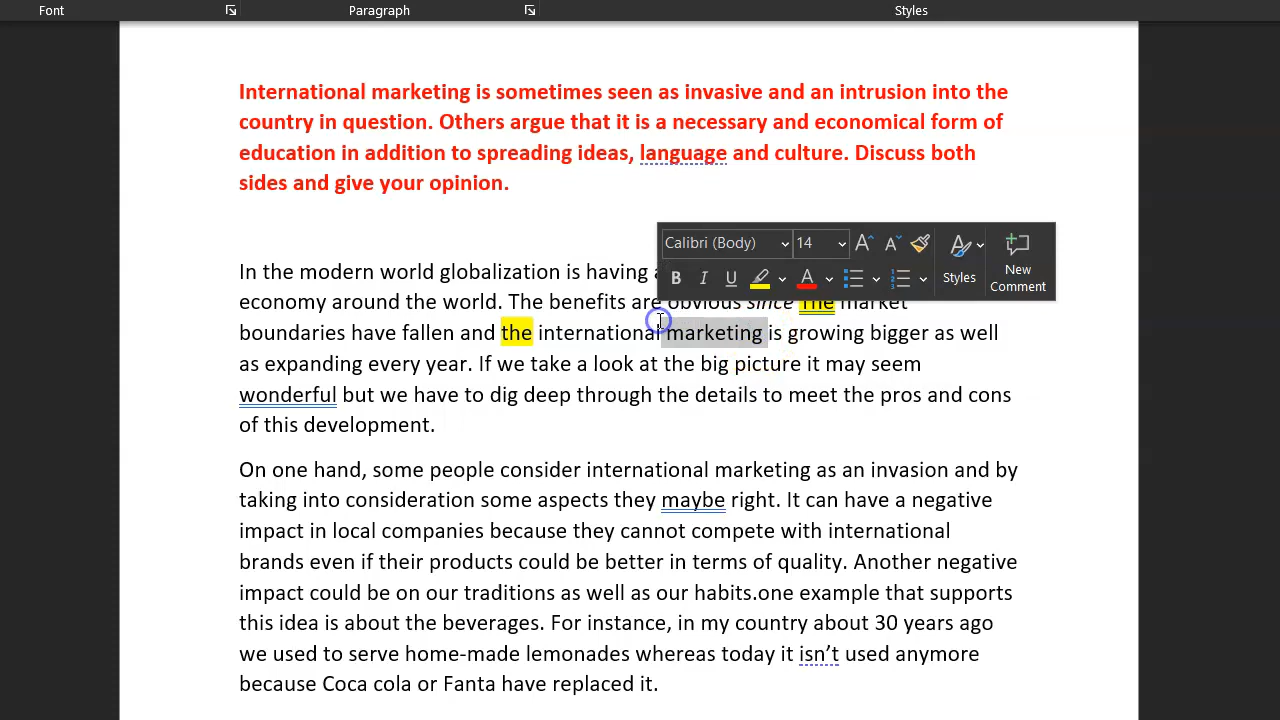 Font Paragraph Styles
International marketing is sometimes seen as invasive and an intrusion into the
country in question. Others argue that it is a necessary and economical form of
education in addition to spreading ideas, language and culture. Discuss both
sides and give your opinion.
Calibri (Body) 14
Styles New
Comment
In the modern world globalization is having
economy around the world. The benefits are obvious since The market
boundaries have fallen and the international marketing is growing bigger as well
as expanding every year. If we take a look at the big picture it may seem
wonderful but we have to dig deep through the details to meet the pros and cons
of this development.
On one hand, some people consider international marketing as an invasion and by
taking into consideration some aspects they maybe right. It can have a negative
impact in local companies because they cannot compete with international
brands even if their products could be better in terms of quality. Another negative
impact could be on our traditions as well as our habits.one example that supports
this idea is about the beverages. For instance, in my country about 30 years ago
we used to serve home-made lemonades whereas today it isn’t used anymore
because Coca cola or Fanta have replaced it.